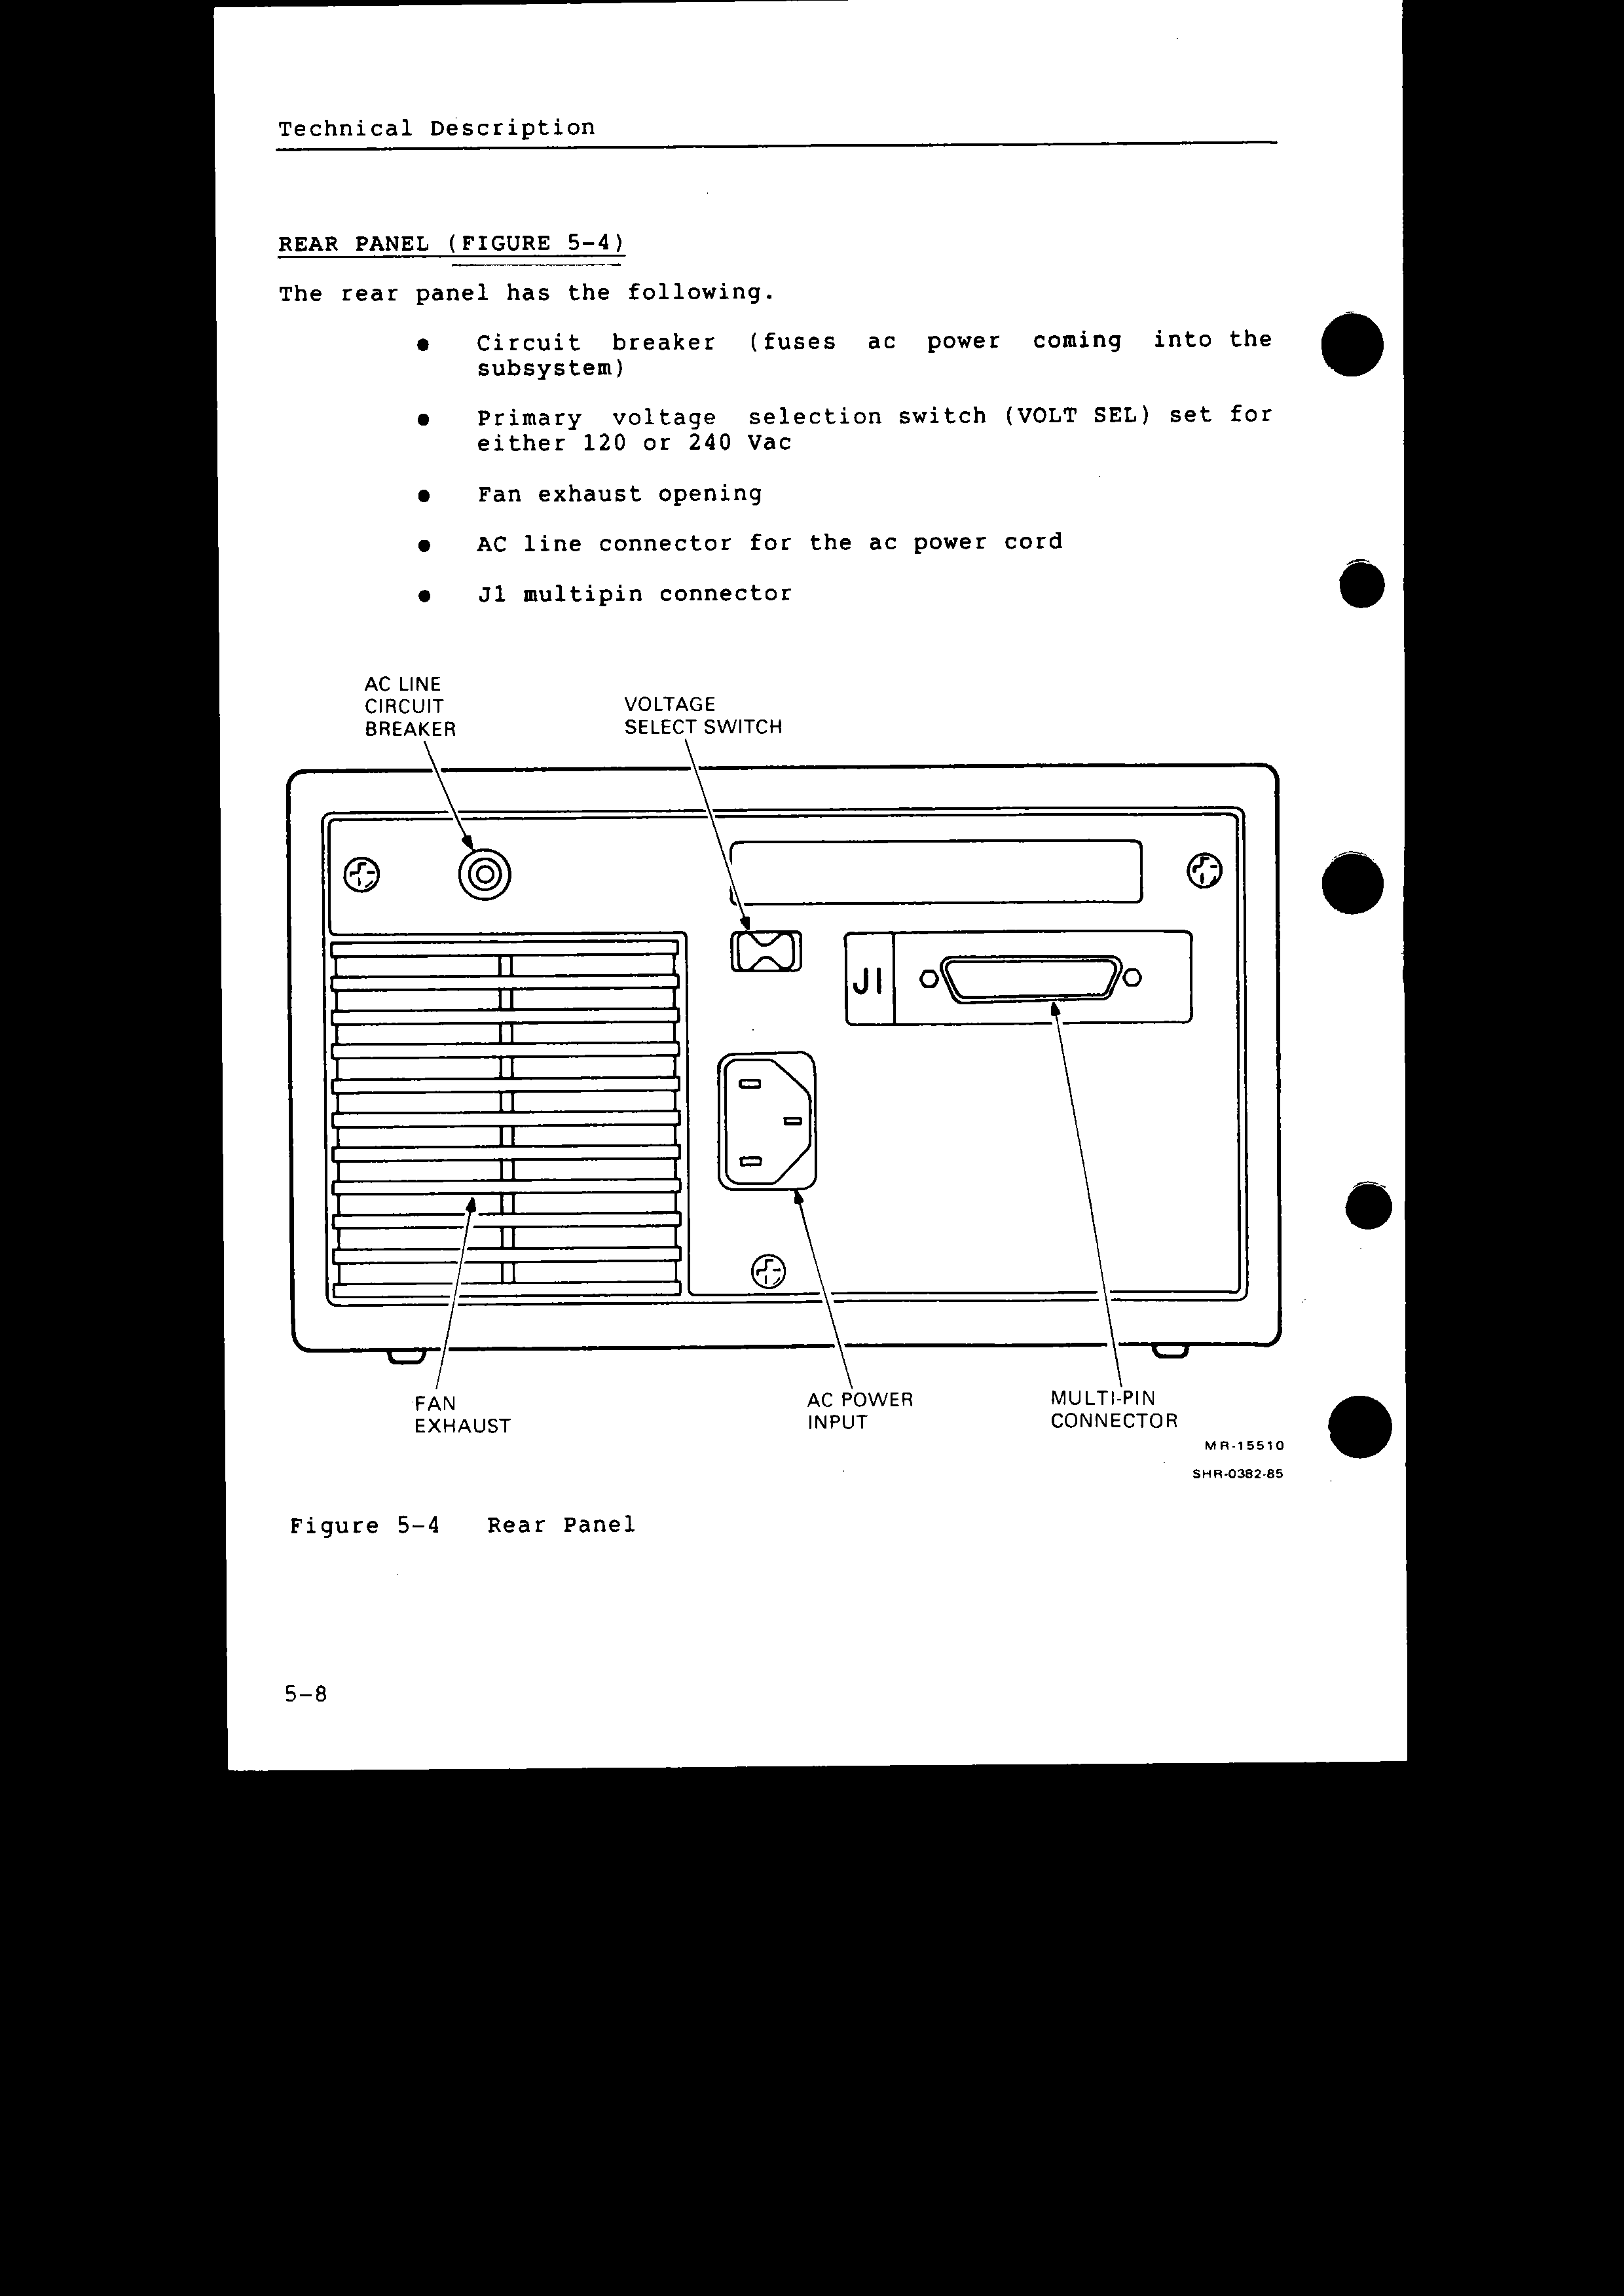 Technical Description
REAR PANEL (FIGURE 5-4)
The rear panel has the following.
● Circuit breaker (fuses ac power coming into the
subsystem)
● Primary voltage selection switch (VOLT SEL) set for
either 120 or 240 Vac
● Fan exhaust opening
● AC line connector for the ac power cord
● J1 multipin connector
AC LINE
CIRCUIT
BREAKER
VOLTAGE
SELECT SWITCH
J1
FAN
EXHAUST
AC POWER
INPUT
MULTI-PIN
CONNECTOR
MR-15510
SHR-0382-85
Figure 5-4 Rear Panel
5-8